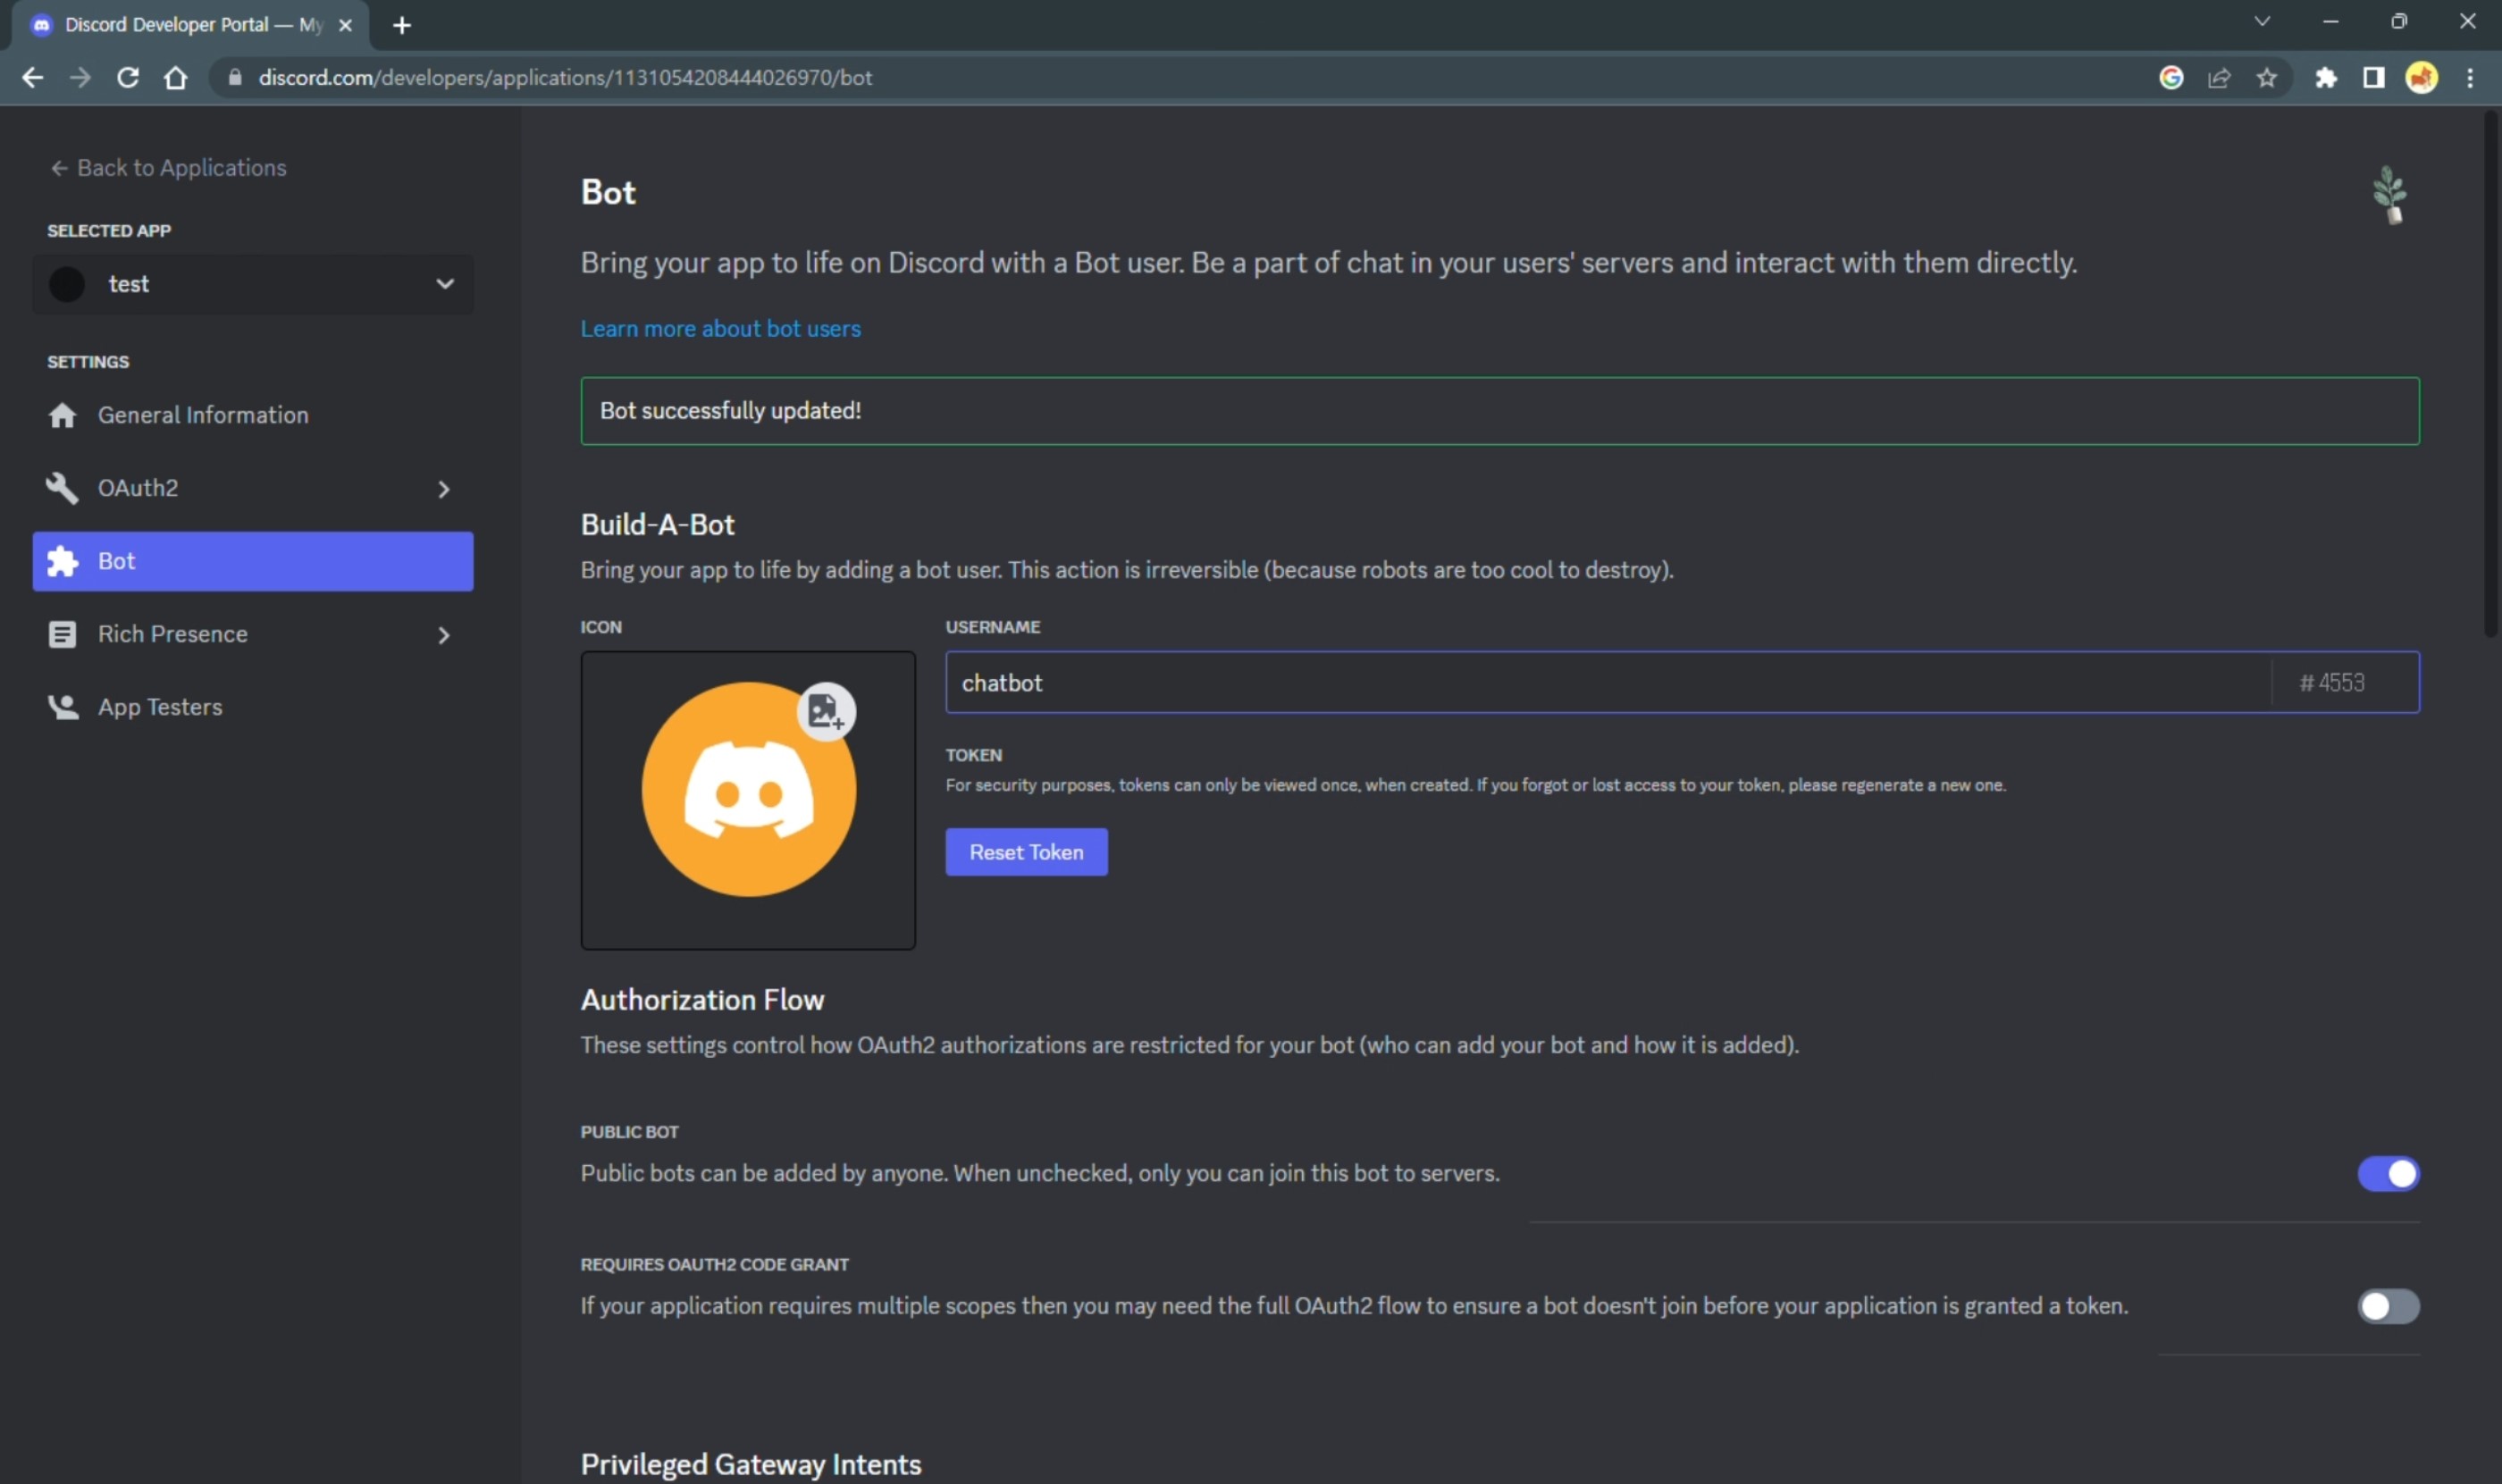 Discord Developer Portal — My
discord.com/developers/applications/1131054208444026970/bot
← Back to Applications
SELECTED APP
test
SETTINGS
General Information
OAuth2
Bot
Rich Presence
App Testers
Bot
Bring your app to life on Discord with a Bot user. Be a part of chat in your users' servers and interact with them directly.
Learn more about bot users
Bot successfully updated!
Build-A-Bot
Bring your app to life by adding a bot user. This action is irreversible (because robots are too cool to destroy).
ICON
USERNAME
chatbot
#4553
TOKEN
For security purposes, tokens can only be viewed once, when created. If you forgot or lost access to your token, please regenerate a new one.
Reset Token
Authorization Flow
These settings control how OAuth2 authorizations are restricted for your bot (who can add your bot and how it is added).
PUBLIC BOT
Public bots can be added by anyone. When unchecked, only you can join this bot to servers.
REQUIRES OAUTH2 CODE GRANT
If your application requires multiple scopes then you may need the full OAuth2 flow to ensure a bot doesn't join before your application is granted a token.
Privileged Gateway Intents